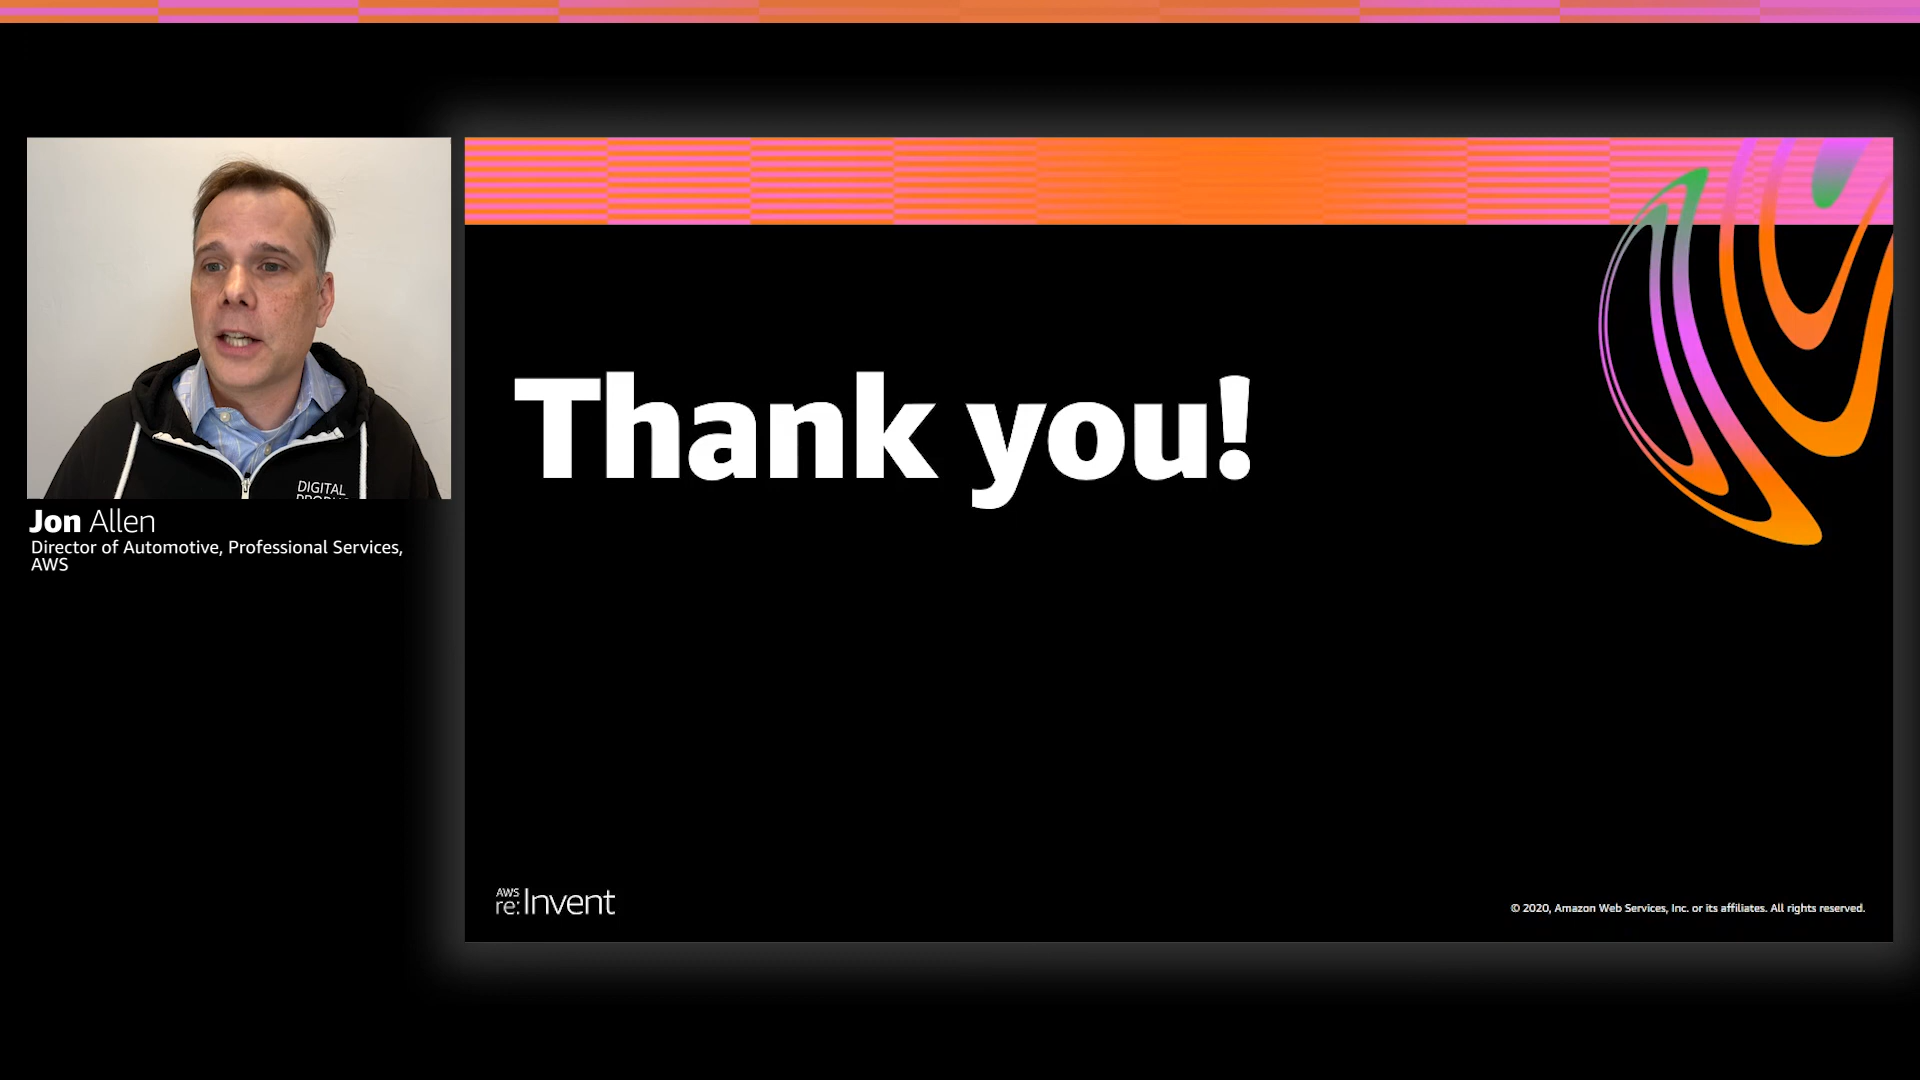 DIGITAL
Jon Allen
Director of Automotive, Professional Services,
AWS
Thank you!
AWS
re:Invent
© 2020, Amazon Web Services, Inc. or its affiliates. All rights reserved.